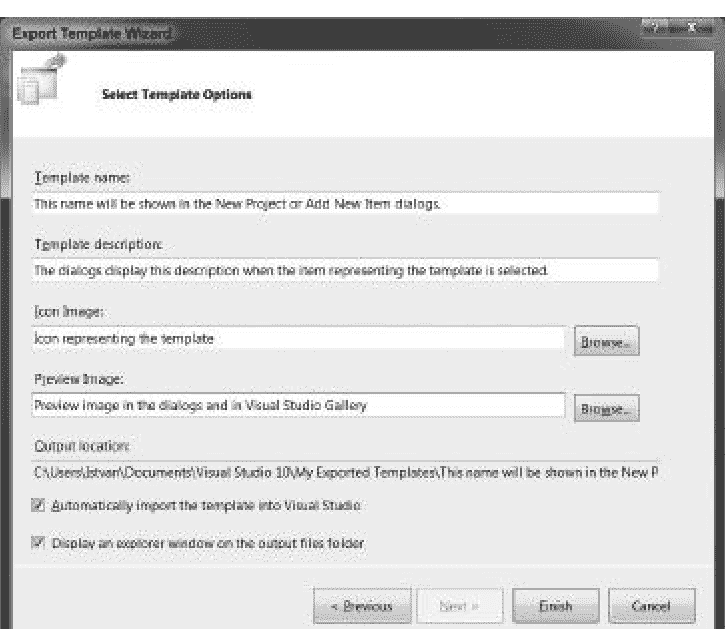 Export Template Wizard
Select Template Options
Template name:
This name will be shown in the New Project or Add New Item dialogs.
Template description:
The dialogs display this description when the item representing the template is selected.
Icon Image:
Icon representing the template
Browse...
Preview Image:
Preview image in the dialogs and in Visual Studio Gallery
Browse...
Output location:
C:\Users\Istvan\Documents\Visual Studio 10\My Exported Templates\This name will be shown in the New P
Automatically import the template into Visual Studio
Display an explorer window on the output files folder
< Previous
Next >
Finish
Cancel